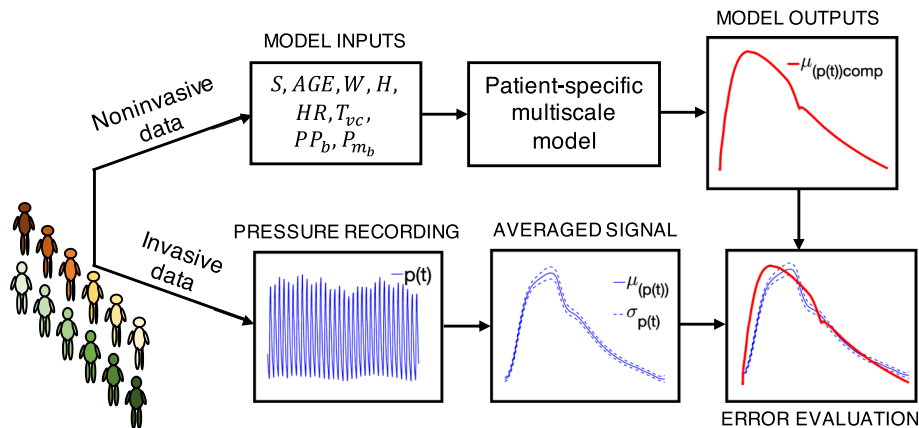 MODEL INPUTS
MODEL OUTPUTS
Noninvasive
data
S, AGE, W, H,
HR, T_vc,
PP_b, P_m_b
Patient-specific
multiscale
model
μ_(p(t))comp
Invasive
data
PRESSURE RECORDING
p(t)
AVERAGED SIGNAL
μ_(p(t))
σ_p(t)
ERROR EVALUATION